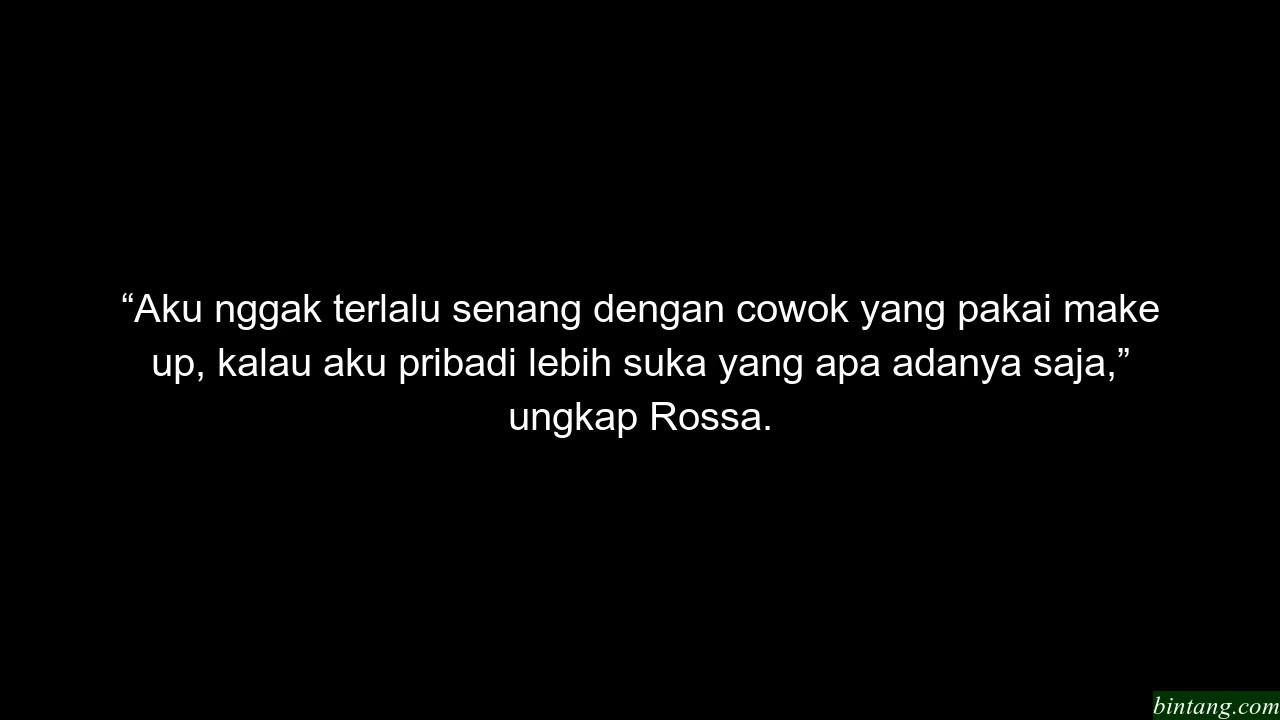 “Aku nggak terlalu senang dengan cowok yang pakai make
up, kalau aku pribadi lebih suka yang apa adanya saja,”
ungkap Rossa.
bintang.com